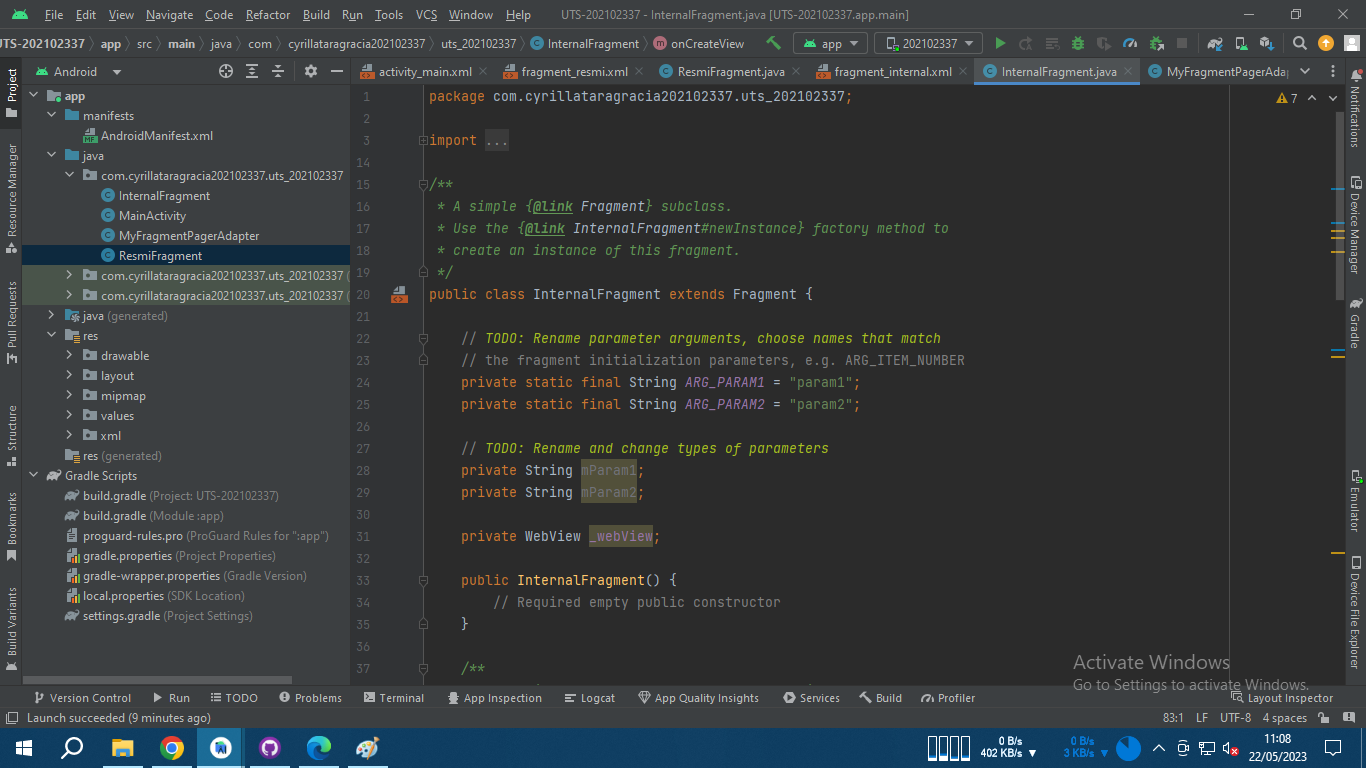 File Edit View Navigate Code Refactor Build Run Tools VCS Window Help UTS-202102337 - InternalFragment.java [UTS-202102337.app.main]
UTS-202102337 app src main java com cyrillataragracia202102337 uts_202102337 InternalFragment onCreateView app 202102337
Project
Resource Manager
Pull Requests
Structure
Bookmarks
Build Variants
Android
app
manifests
AndroidManifest.xml
java
com.cyrillataragracia202102337.uts_202102337
InternalFragment
MainActivity
MyFragmentPagerAdapter
ResmiFragment
com.cyrillataragracia202102337.uts_202102337 (
com.cyrillataragracia202102337.uts_202102337 (
java (generated)
res
drawable
layout
mipmap
values
xml
res (generated)
Gradle Scripts
build.gradle (Project: UTS-202102337)
build.gradle (Module :app)
proguard-rules.pro (ProGuard Rules for ":app")
gradle.properties (Project Properties)
gradle-wrapper.properties (Gradle Version)
local.properties (SDK Location)
settings.gradle (Project Settings)
activity_main.xml fragment_resmi.xml ResmiFragment.java fragment_internal.xml InternalFragment.java MyFragmentPagerAda
7
1 package com.cyrillataragracia202102337.uts_202102337;
2
3 import ...
14
15 /**
16 * A simple {@link Fragment} subclass.
17 * Use the {@link InternalFragment#newInstance} factory method to
18 * create an instance of this fragment.
19 */
20 public class InternalFragment extends Fragment {
21
22 // TODO: Rename parameter arguments, choose names that match
23 // the fragment initialization parameters, e.g. ARG_ITEM_NUMBER
24 private static final String ARG_PARAM1 = "param1";
25 private static final String ARG_PARAM2 = "param2";
26
27 // TODO: Rename and change types of parameters
28 private String mParam1;
29 private String mParam2;
30
31 private WebView _webView;
32
33 public InternalFragment() {
34 // Required empty public constructor
35 }
36
37 /**
Notifications
Device Manager
Gradle
Emulator
Device File Explorer
Activate Windows
Go to Settings to activate Windows.
Version Control Run TODO Problems Terminal App Inspection Logcat App Quality Insights Services Build Profiler Layout Inspector
Launch succeeded (9 minutes ago) 83:1 LF UTF-8 4 spaces
0 B/s
402 KB/s
0 B/s
3 KB/s
11:08
22/05/2023